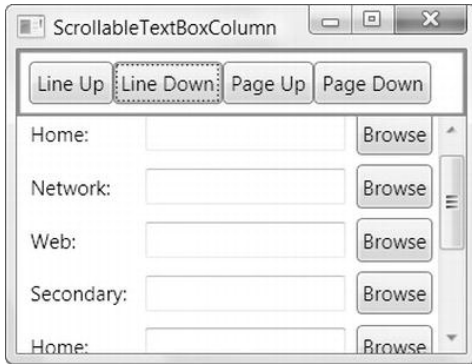 ScrollableTextBoxColumn
Line Up Line Down Page Up Page Down
Home: Browse
Network: Browse
Web: Browse
Secondary: Browse
Home: Browse